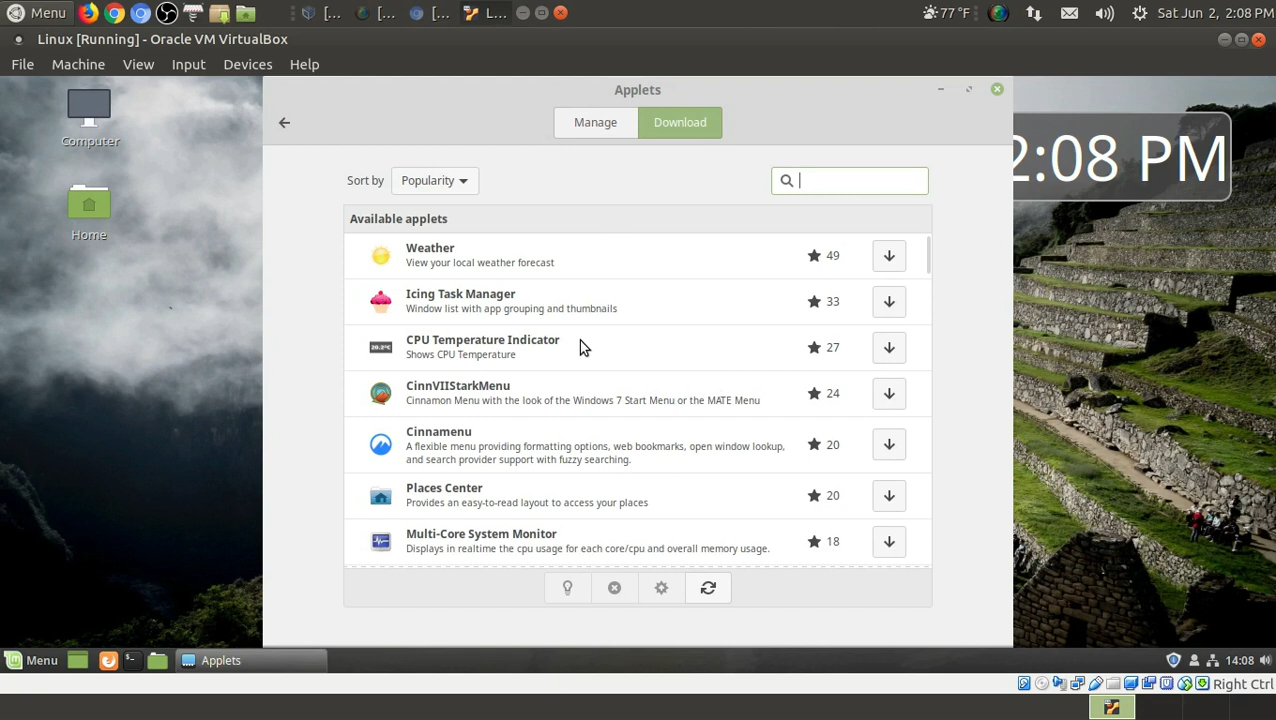 Menu
[...
[...
[...
L...
77 °F
Sat Jun 2, 2:08 PM
Linux [Running] - Oracle VM VirtualBox
File Machine View Input Devices Help
Computer
Home
2:08 PM
Applets
Manage
Download
Sort by
Popularity
Available applets
Weather
View your local weather forecast
49
Icing Task Manager
Window list with app grouping and thumbnails
33
CPU Temperature Indicator
Shows CPU Temperature
27
CinnVIIStarkMenu
Cinnamon Menu with the look of the Windows 7 Start Menu or the MATE Menu
24
Cinnamenu
A flexible menu providing formatting options, web bookmarks, open window lookup,
and search provider support with fuzzy searching.
20
Places Center
Provides an easy-to-read layout to access your places
20
Multi-Core System Monitor
Displays in realtime the cpu usage for each core/cpu and overall memory usage.
18
Menu
Applets
14:08
Right Ctrl